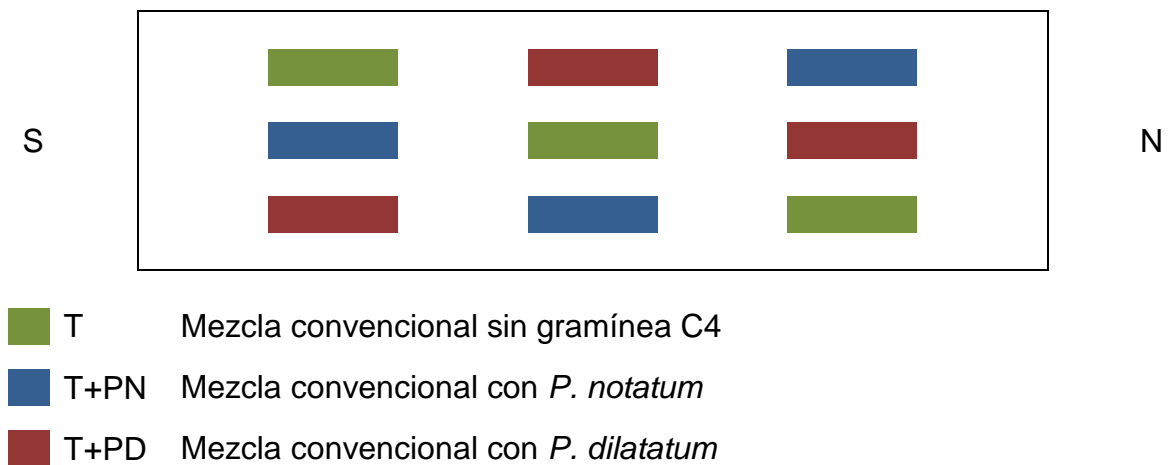 S
N
T Mezcla convencional sin gramínea C4
T+PN Mezcla convencional con P. notatum
T+PD Mezcla convencional con P. dilatatum